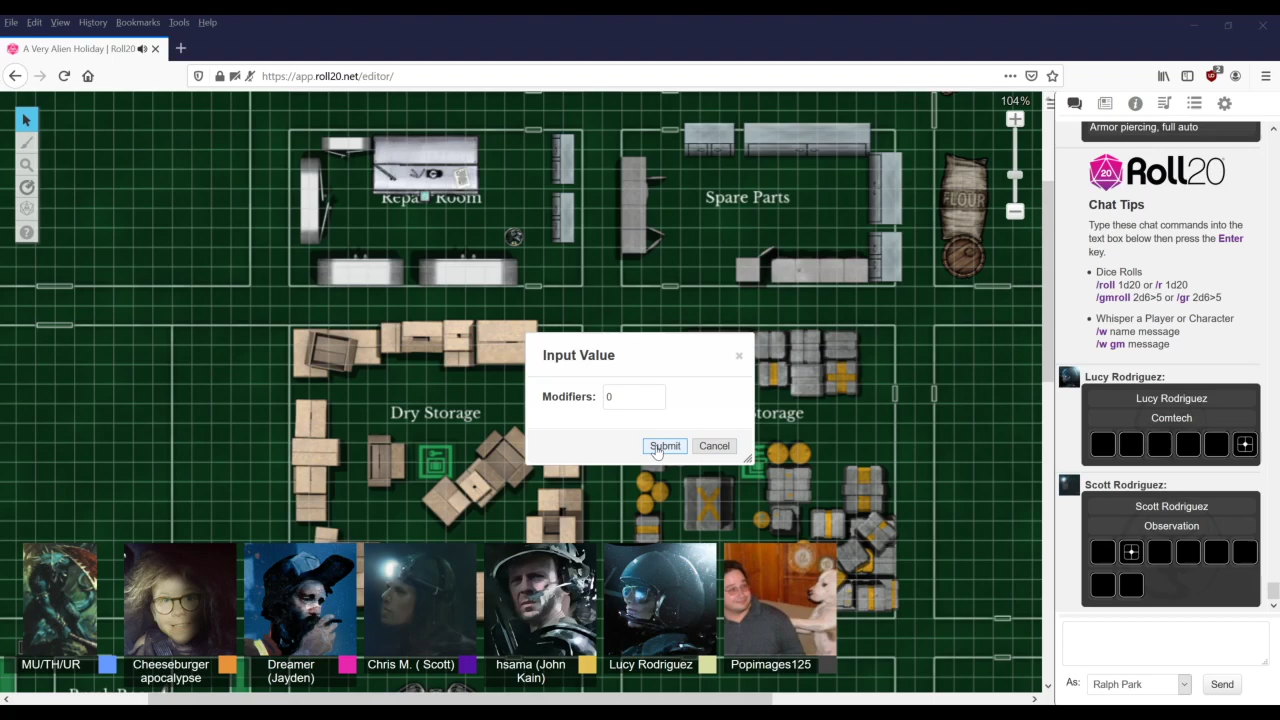 File Edit View History Bookmarks Tools Help
A Very Alien Holiday | Roll20
https://app.roll20.net/editor/
2
104%
Armor piercing, full auto
20 Roll20
Chat Tips
Type these chat commands into the
text box below then press the Enter
key.
Dice Rolls
/roll 1d20 or /r 1d20
/gmroll 2d6>5 or /gr 2d6>5
Whisper a Player or Character
/w name message
/w gm message
Lucy Rodriguez:
Lucy Rodriguez
Comtech
Scott Rodriguez:
Scott Rodriguez
Observation
As: Ralph Park
Send
Repair Room
Spare Parts
FLOUR
Input Value
Modifiers: 0
Submit Cancel
Dry Storage
Storage
MU/TH/UR
Cheeseburger
apocalypse
Dreamer
(Jayden)
Chris M. ( Scott)
hsama (John
Kain)
Lucy Rodriguez
Popimages125